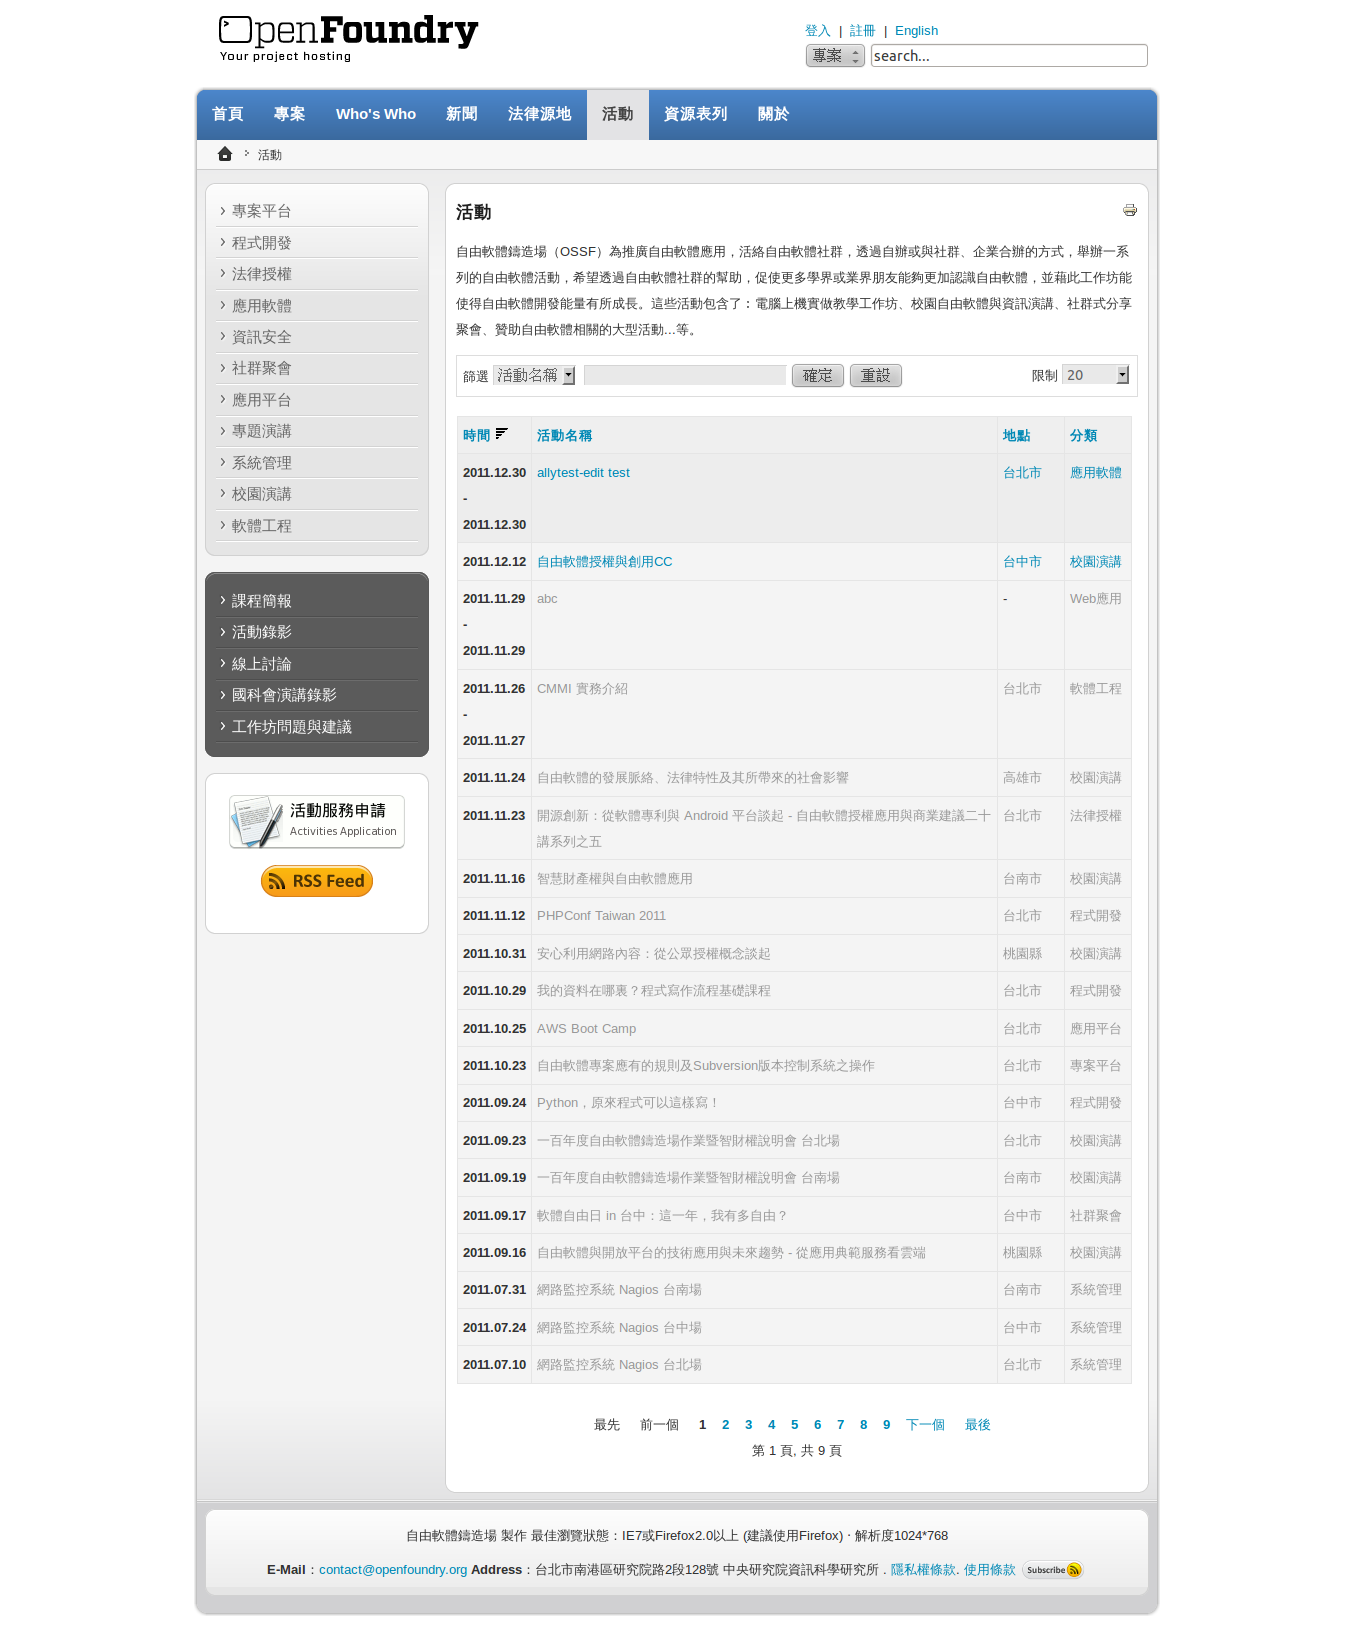 OpenFoundry
Your project hosting
登入 | 註冊 | English
專案 search...
首頁 專案 Who's Who 新聞 法律源地 活動 資源表列 關於
活動
專案平台
程式開發
法律授權
應用軟體
資訊安全
社群聚會
應用平台
專題演講
系統管理
校園演講
軟體工程
課程簡報
活動錄影
線上討論
國科會演講錄影
工作坊問題與建議
活動服務申請
Activities Application
RSS Feed
活動
自由軟體鑄造場（OSSF）為推廣自由軟體應用，活絡自由軟體社群，透過自辦或與社群、企業合辦的方式，舉辦一系
列的自由軟體活動，希望透過自由軟體社群的幫助，促使更多學界或業界朋友能夠更加認識自由軟體，並藉此工作坊能
使得自由軟體開發能量有所成長。這些活動包含了：電腦上機實做教學工作坊、校園自由軟體與資訊演講、社群式分享
聚會、贊助自由軟體相關的大型活動...等。
篩選 活動名稱 確定 重設 限制 20
時間 活動名稱 地點 分類
2011.12.30 allytest-edit test 台北市 應用軟體
-
2011.12.30
2011.12.12 自由軟體授權與創用CC 台中市 校園演講
2011.11.29 abc - Web應用
-
2011.11.29
2011.11.26 CMMI 實務介紹 台北市 軟體工程
-
2011.11.27
2011.11.24 自由軟體的發展脈絡、法律特性及其所帶來的社會影響 高雄市 校園演講
2011.11.23 開源創新：從軟體專利與 Android 平台談起 - 自由軟體授權應用與商業建議二十 台北市 法律授權
講系列之五
2011.11.16 智慧財產權與自由軟體應用 台南市 校園演講
2011.11.12 PHPConf Taiwan 2011 台北市 程式開發
2011.10.31 安心利用網路內容：從公眾授權概念談起 桃園縣 校園演講
2011.10.29 我的資料在哪裏？程式寫作流程基礎課程 台北市 程式開發
2011.10.25 AWS Boot Camp 台北市 應用平台
2011.10.23 自由軟體專案應有的規則及Subversion版本控制系統之操作 台北市 專案平台
2011.09.24 Python，原來程式可以這樣寫！ 台中市 程式開發
2011.09.23 一百年度自由軟體鑄造場作業暨智財權說明會 台北場 台北市 校園演講
2011.09.19 一百年度自由軟體鑄造場作業暨智財權說明會 台南場 台南市 校園演講
2011.09.17 軟體自由日 in 台中：這一年，我有多自由？ 台中市 社群聚會
2011.09.16 自由軟體與開放平台的技術應用與未來趨勢 - 從應用典範服務看雲端 桃園縣 校園演講
2011.07.31 網路監控系統 Nagios 台南場 台南市 系統管理
2011.07.24 網路監控系統 Nagios 台中場 台中市 系統管理
2011.07.10 網路監控系統 Nagios 台北場 台北市 系統管理
最先 前一個 1 2 3 4 5 6 7 8 9 下一個 最後
第 1 頁, 共 9 頁
自由軟體鑄造場 製作 最佳瀏覽狀態：IE7或Firefox2.0以上 (建議使用Firefox)‧解析度1024*768
E-Mail：contact@openfoundry.org Address：台北市南港區研究院路2段128號 中央研究院資訊科學研究所 . 隱私權條款. 使用條款 Subscribe